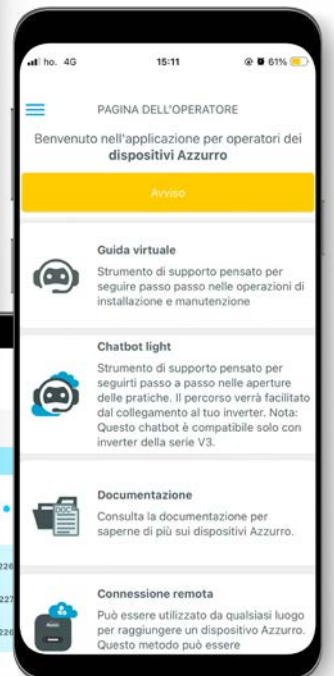 ho. 4G 15:11 61%
PAGINA DELL'OPERATORE
Benvenuto nell'applicazione per operatori dei
dispositivi Azzurro
Avviso
Guida virtuale
Strumento di supporto pensato per
seguire passo passo nelle operazioni di
installazione e manutenzione
Chatbot light
Strumento di supporto pensato per
seguirti passo a passo nelle aperture
delle pratiche. Il percorso verrà facilitato
dal collegamento al tuo inverter. Nota:
Questo chatbot è compatibile solo con
inverter della serie V3.
DOC
Documentazione
Consulta la documentazione per
saperne di più sui dispositivi Azzurro.
226
227
226
Connessione remota
Può essere utilizzato da qualsiasi luogo
per raggiungere un dispositivo Azzurro.
Questo metodo può essere